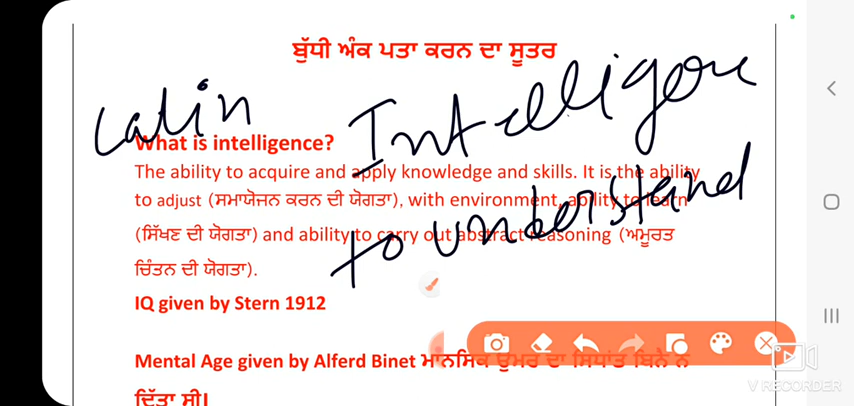 ਬੁੱਧੀ ਅੰਕ ਪਤਾ ਕਰਨ ਦਾ ਸੂਤਰ
Latin Intelligere
What is intelligence?
The ability to acquire and apply knowledge and skills. It is the ability
to adjust (ਸਮਾਯੋਜਨ ਕਰਨ ਦੀ ਯੋਗਤਾ), with environment, ability to learn
to understand
(ਸਿੱਖਣ ਦੀ ਯੋਗਤਾ) and ability to carry out abstract reasoning (ਅਮੂਰਤ
ਚਿੰਤਨ ਦੀ ਯੋਗਤਾ).
IQ given by Stern 1912
Mental Age given by Alferd Binet ਮਾਨਸਿਕ ਉਮਰ ਦਾ ਸਿਧਾਂਤ ਬਿਨੇ ਨੇ
ਦਿੱਤਾ ਸੀ।
V RECORDER